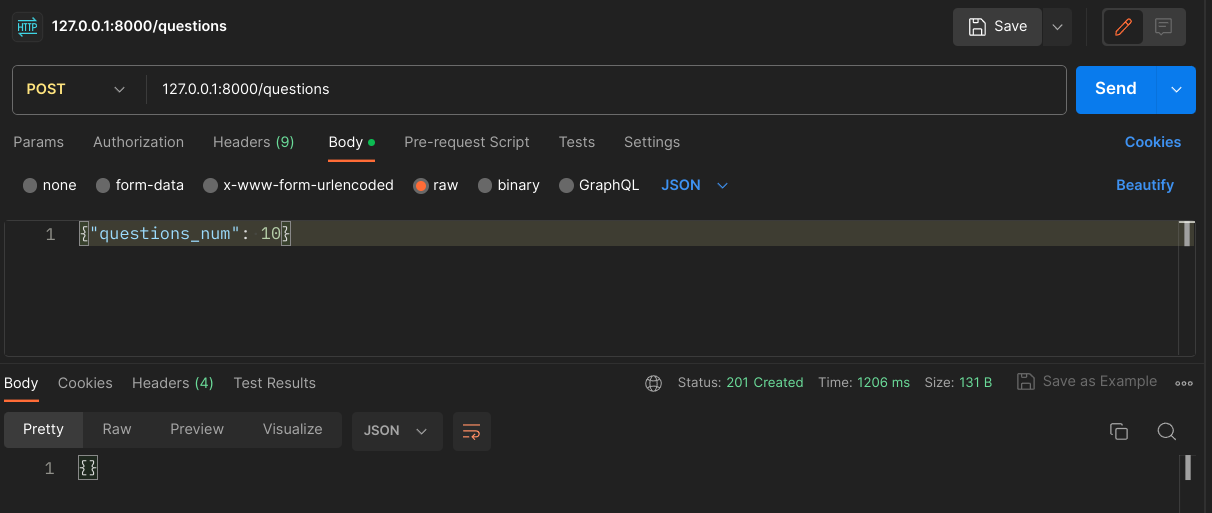 HTTP 127.0.0.1:8000/questions Save
POST 127.0.0.1:8000/questions Send
Params Authorization Headers (9) Body Pre-request Script Tests Settings Cookies
none form-data x-www-form-urlencoded raw binary GraphQL JSON Beautify
1 {"questions_num": 10}
Body Cookies Headers (4) Test Results Status: 201 Created Time: 1206 ms Size: 131 B Save as Example
Pretty Raw Preview Visualize JSON
1 {}